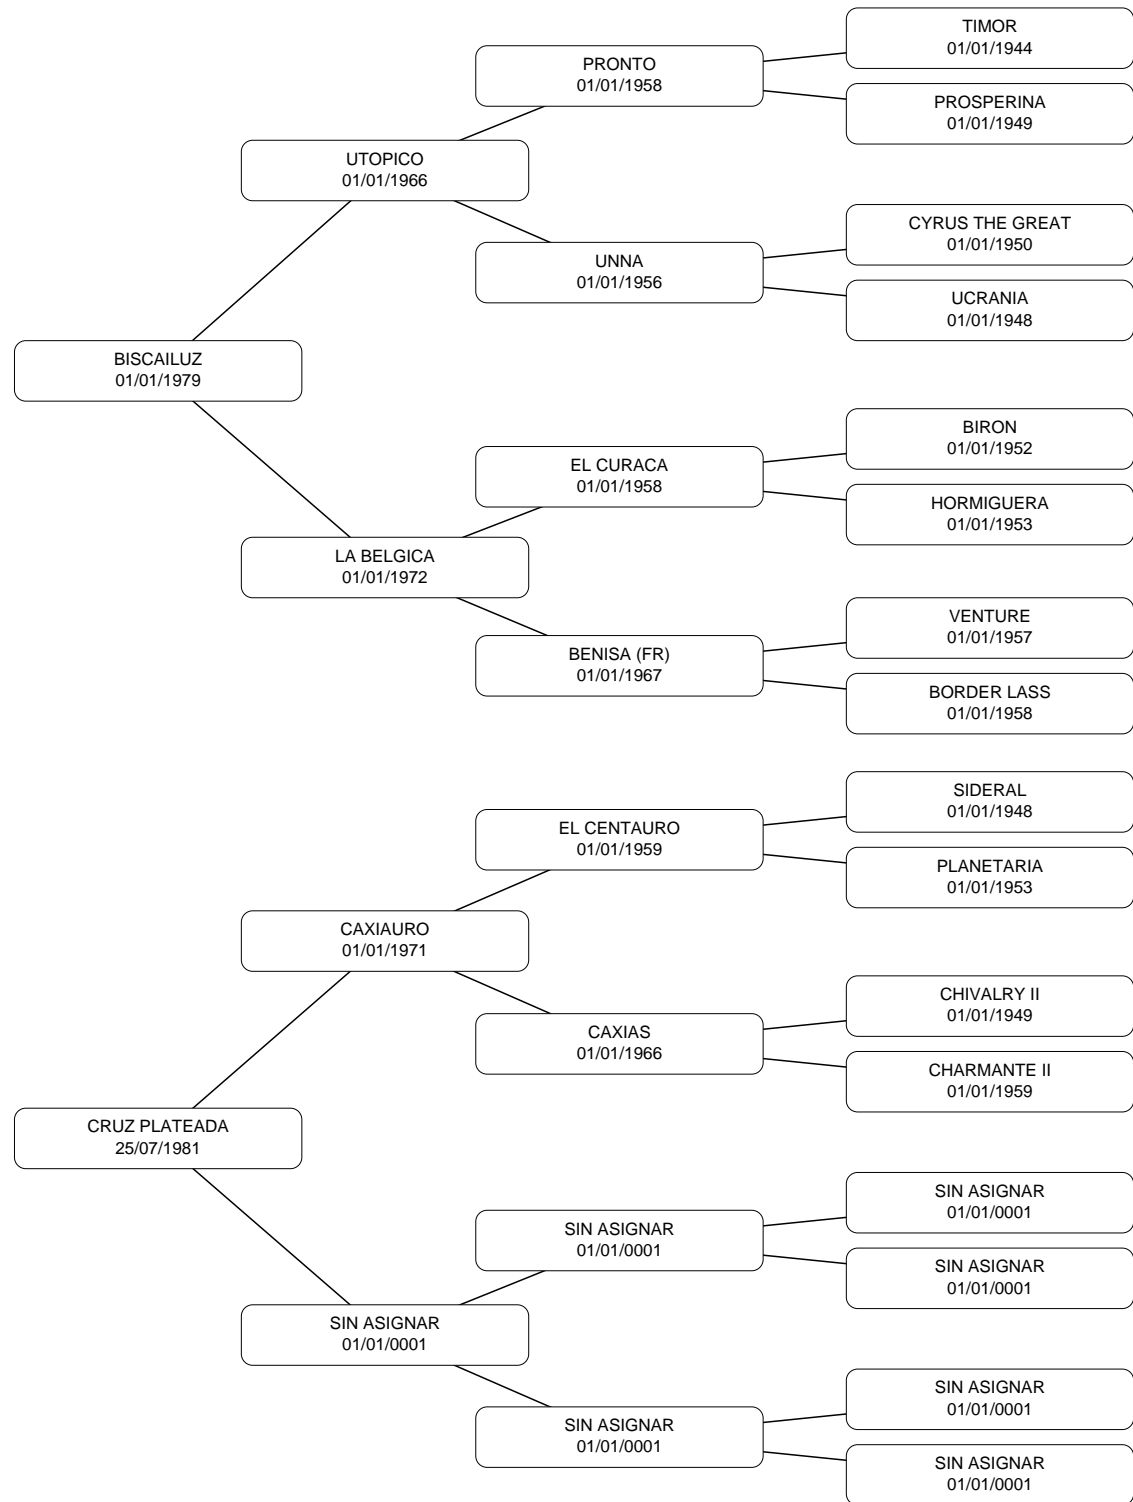 TIMOR
01/01/1944
PRONTO
01/01/1958
PROSPERINA
01/01/1949
UTOPICO
01/01/1966
CYRUS THE GREAT
01/01/1950
UNNA
01/01/1956
UCRANIA
01/01/1948
BISCAILUZ
01/01/1979
BIRON
01/01/1952
EL CURACA
01/01/1958
HORMIGUERA
01/01/1953
LA BELGICA
01/01/1972
VENTURE
01/01/1957
BENISA (FR)
01/01/1967
BORDER LASS
01/01/1958
SIDERAL
01/01/1948
EL CENTAURO
01/01/1959
PLANETARIA
01/01/1953
CAXIAURO
01/01/1971
CHIVALRY II
01/01/1949
CAXIAS
01/01/1966
CHARMANTE II
01/01/1959
CRUZ PLATEADA
25/07/1981
SIN ASIGNAR
01/01/0001
SIN ASIGNAR
01/01/0001
SIN ASIGNAR
01/01/0001
SIN ASIGNAR
01/01/0001
SIN ASIGNAR
01/01/0001
SIN ASIGNAR
01/01/0001
SIN ASIGNAR
01/01/0001